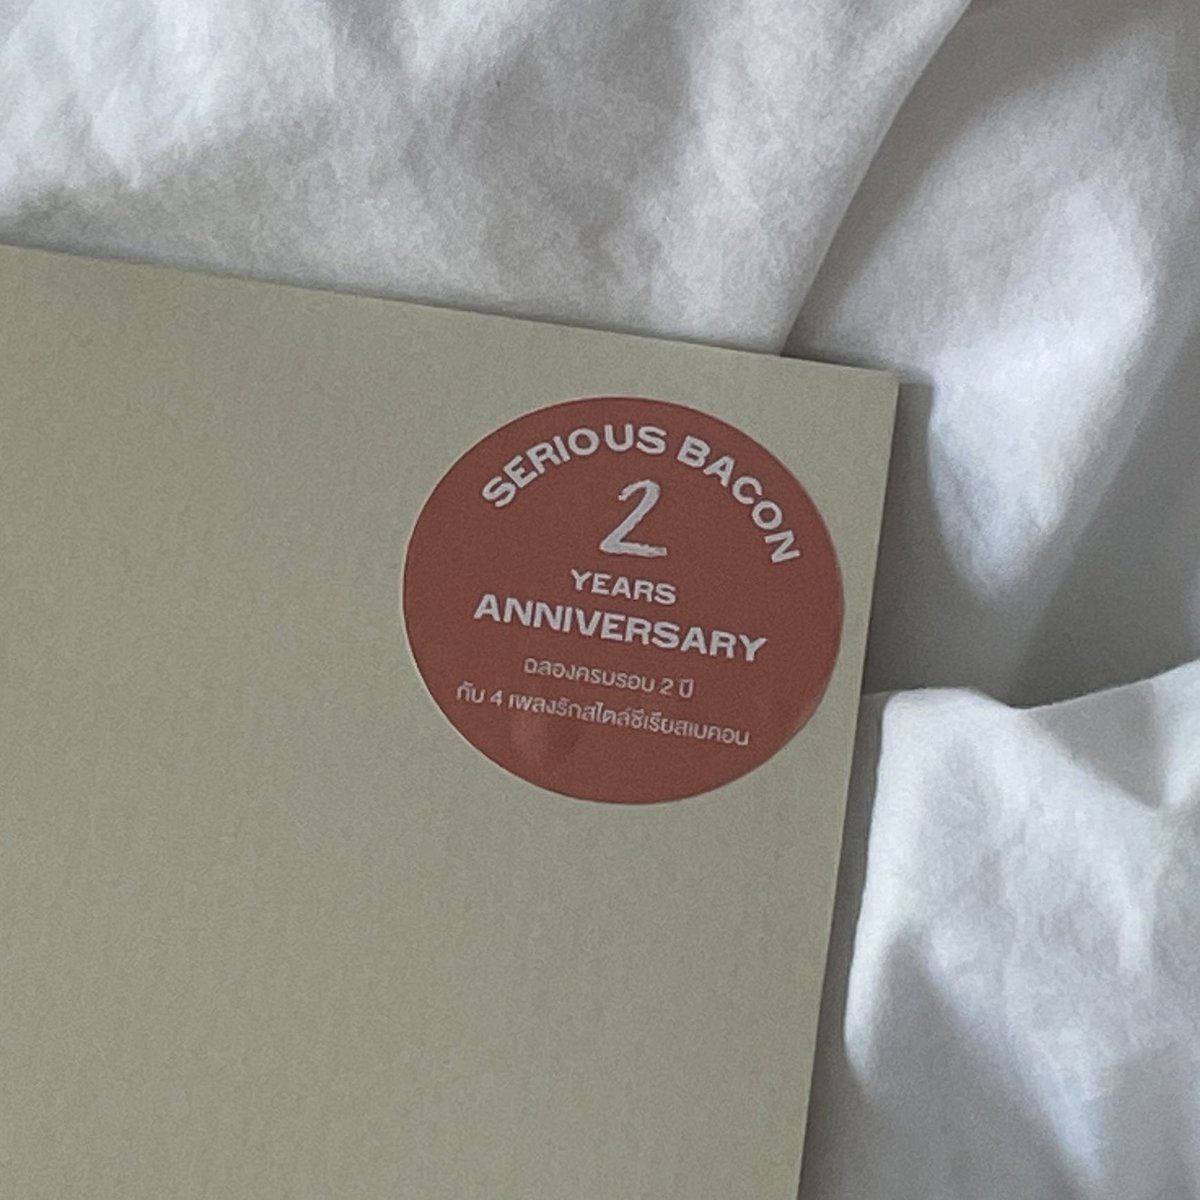 SERIOUS BACON
2
YEARS
ANNIVERSARY
ฉลองครบรอบ 2 ปี
กับ 4 เพลงรักสไตล์ซีเรียสเบคอน